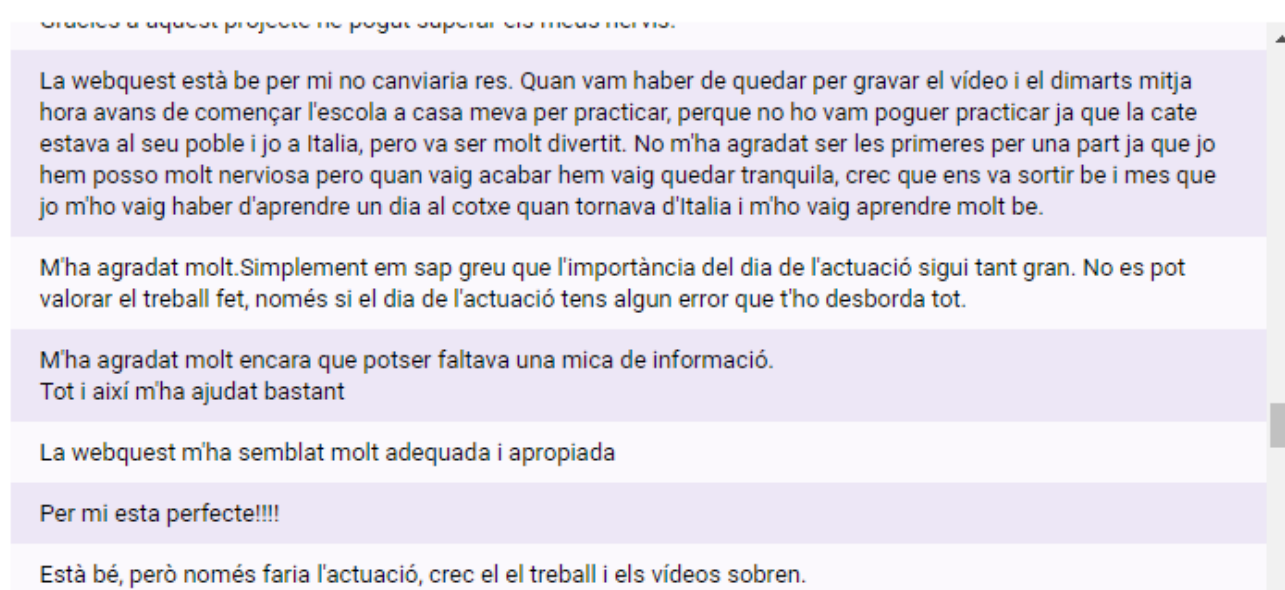 Gràcies a aquest projecte he pogut superar els meus nervis.
La webquest està be per mi no canviaria res. Quan vam haber de quedar per gravar el vídeo i el dimarts mitja
hora avans de començar l'escola a casa meva per practicar, perque no ho vam poguer practicar ja que la cate
estava al seu poble i jo a Italia, pero va ser molt divertit. No m'ha agradat ser les primeres per una part ja que jo
hem posso molt nerviosa pero quan vaig acabar hem vaig quedar tranquila, crec que ens va sortir be i mes que
jo m'ho vaig haber d'aprendre un dia al cotxe quan tornava d'Italia i m'ho vaig aprendre molt be.
M'ha agradat molt.Simplement em sap greu que l'importància del dia de l'actuació sigui tant gran. No es pot
valorar el treball fet, només si el dia de l'actuació tens algun error que t'ho desborda tot.
M'ha agradat molt encara que potser faltava una mica de informació.
Tot i així m'ha ajudat bastant
La webquest m'ha semblat molt adequada i apropiada
Per mi esta perfecte!!!!
Està bé, però només faria l'actuació, crec el el treball i els vídeos sobren.